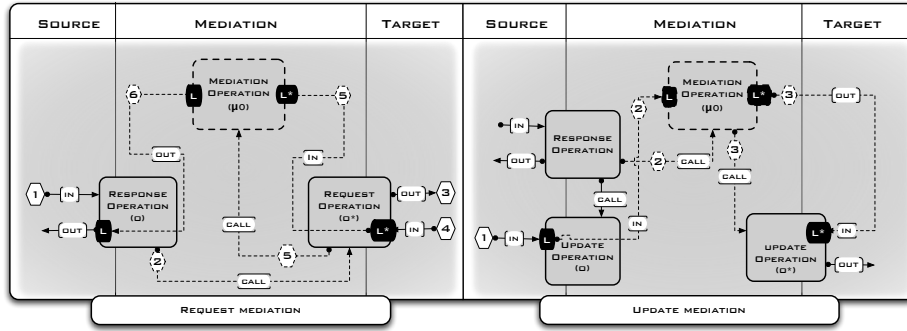 SOURCE MEDIATION TARGET
6 L MEDIATION OPERATION (μO) L* 5
OUT IN
1 IN RESPONSE OPERATION (O) REQUEST OPERATION (O*) OUT 3
OUT L CALL L* IN 4
2 5
CALL
REQUEST MEDIATION
SOURCE MEDIATION TARGET
L MEDIATION OPERATION (μO) L* 3 OUT
2
IN RESPONSE OPERATION 3
OUT 2 CALL
CALL CALL
IN
1 IN L UPDATE OPERATION (O) UPDATE OPERATION (O*) L* IN
OUT
UPDATE MEDIATION